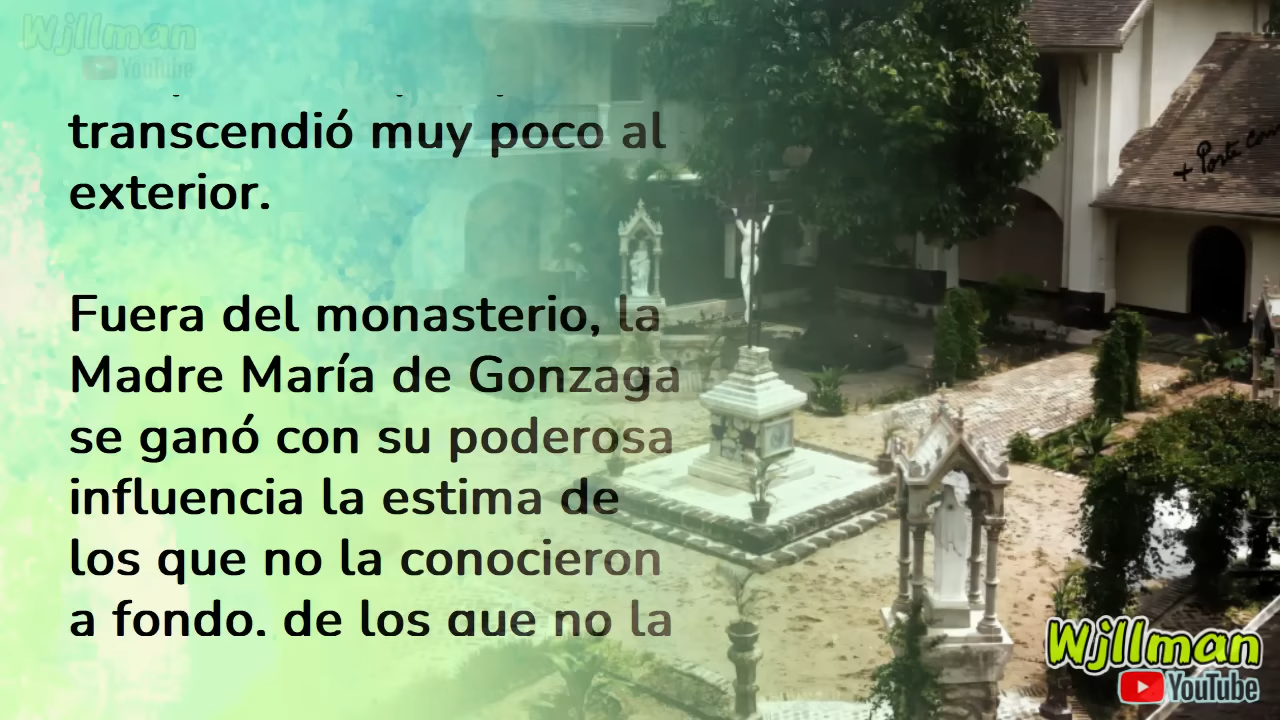 Wjllman
YouTube
transcendió muy poco al
exterior.
Fuera del monasterio, la
Madre María de Gonzaga
se ganó con su poderosa
influencia la estima de
los que no la conocieron
a fondo, de los que no la
+ Porte
Wjllman
YouTube